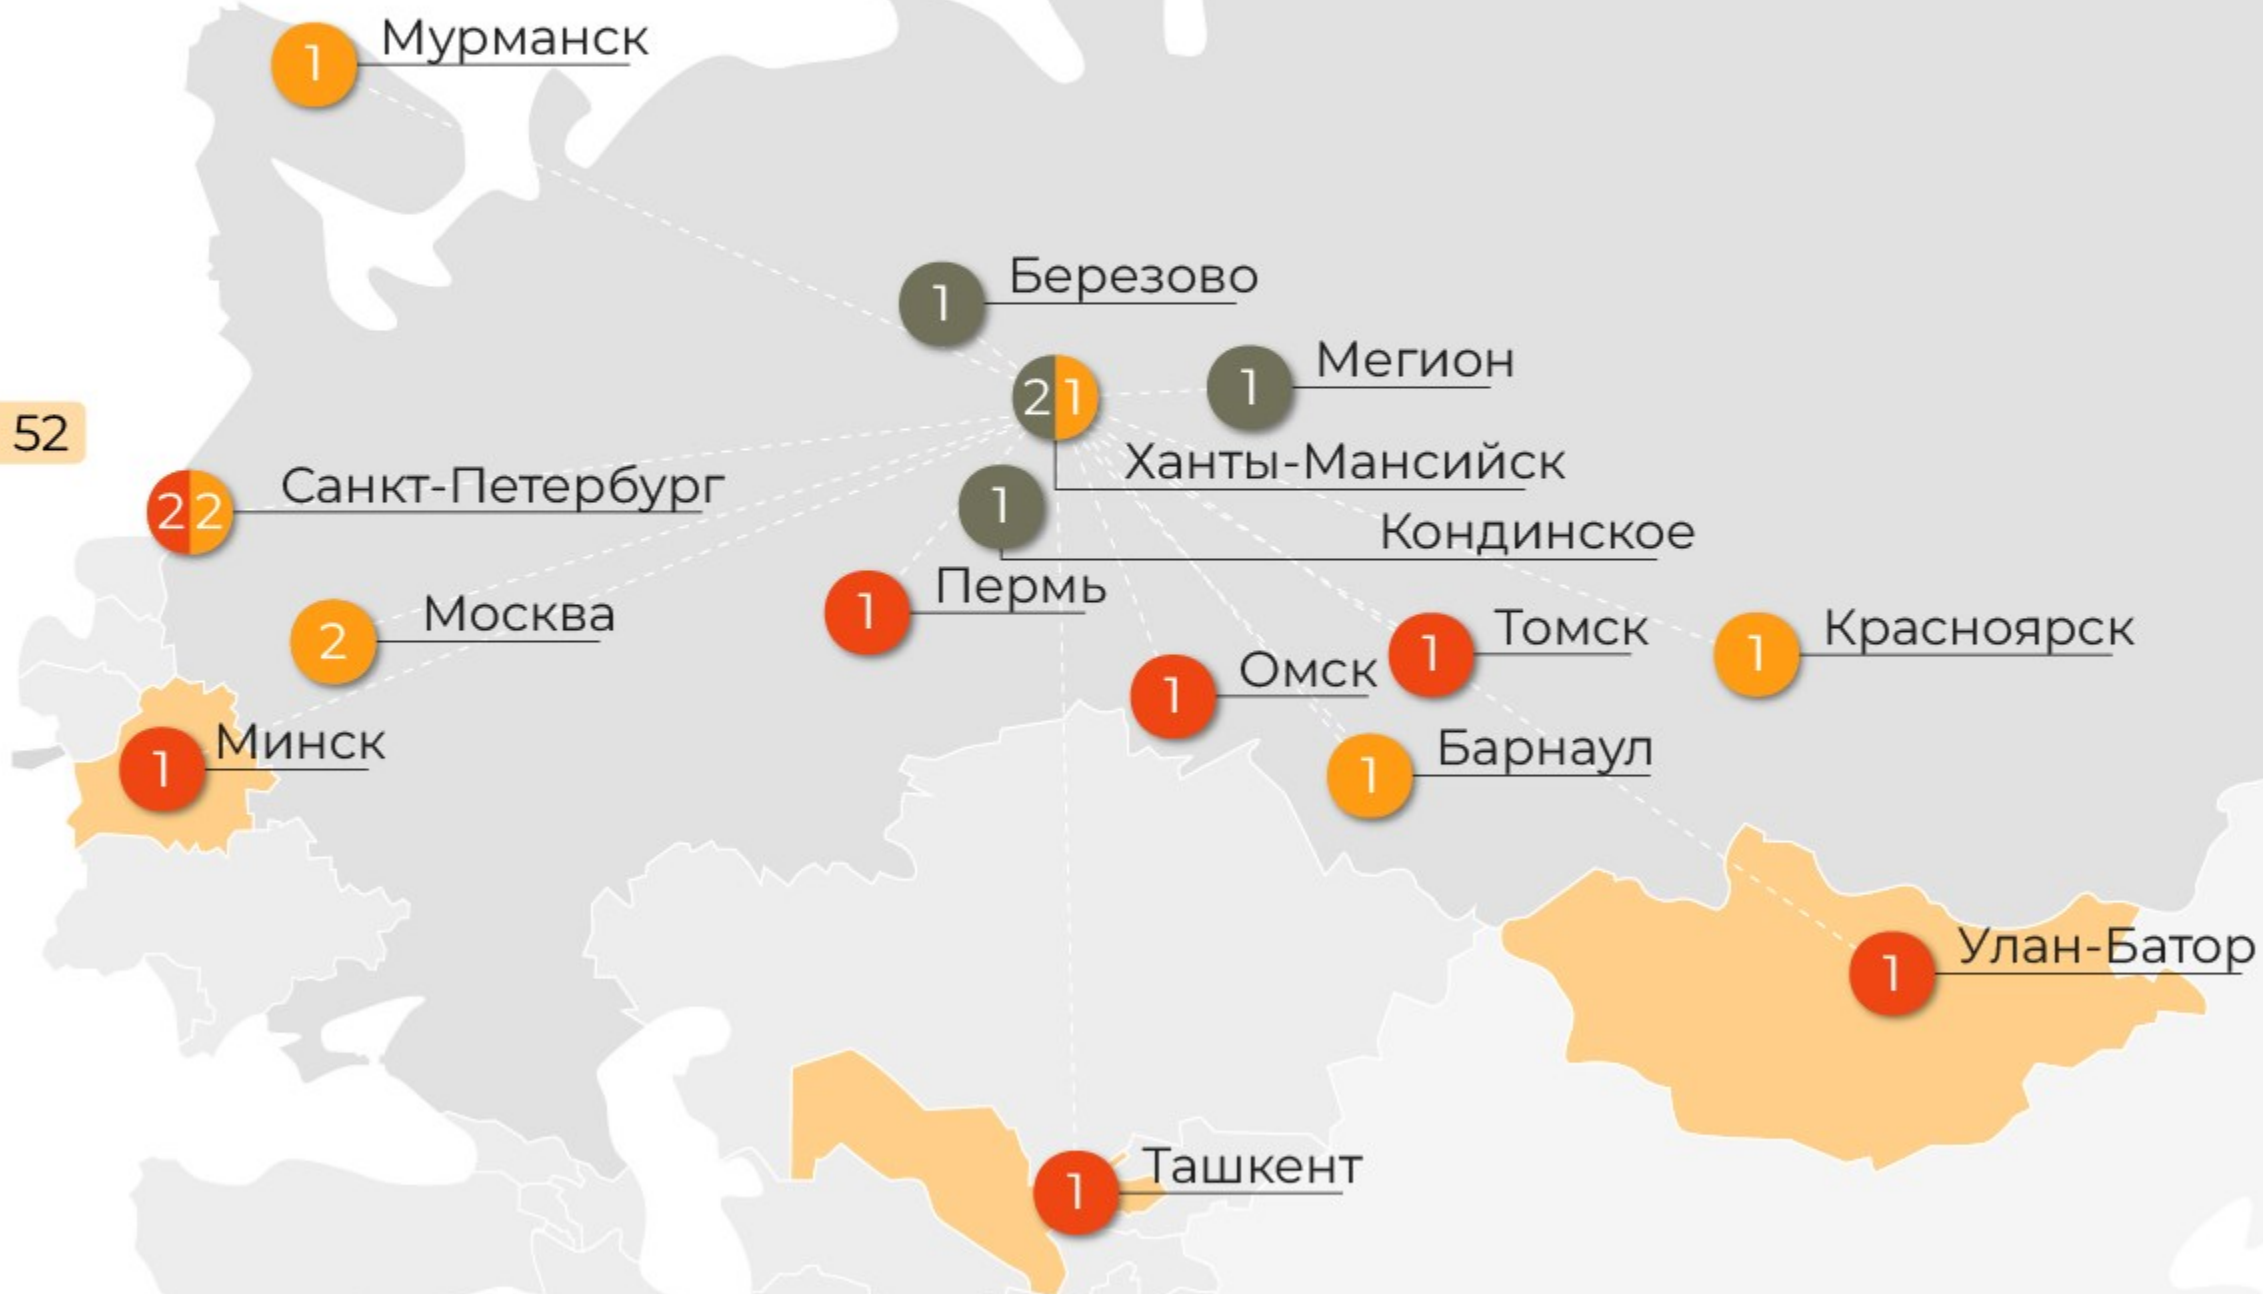 1 Мурманск
1 Березово
1 Мегион
2 1
Ханты-Мансийск
52
2 2 Санкт-Петербург
1
Кондинское
1 Пермь
2 Москва
1 Томск
1 Красноярск
1 Омск
1 Минск
1 Барнаул
1 Улан-Батор
1 Ташкент